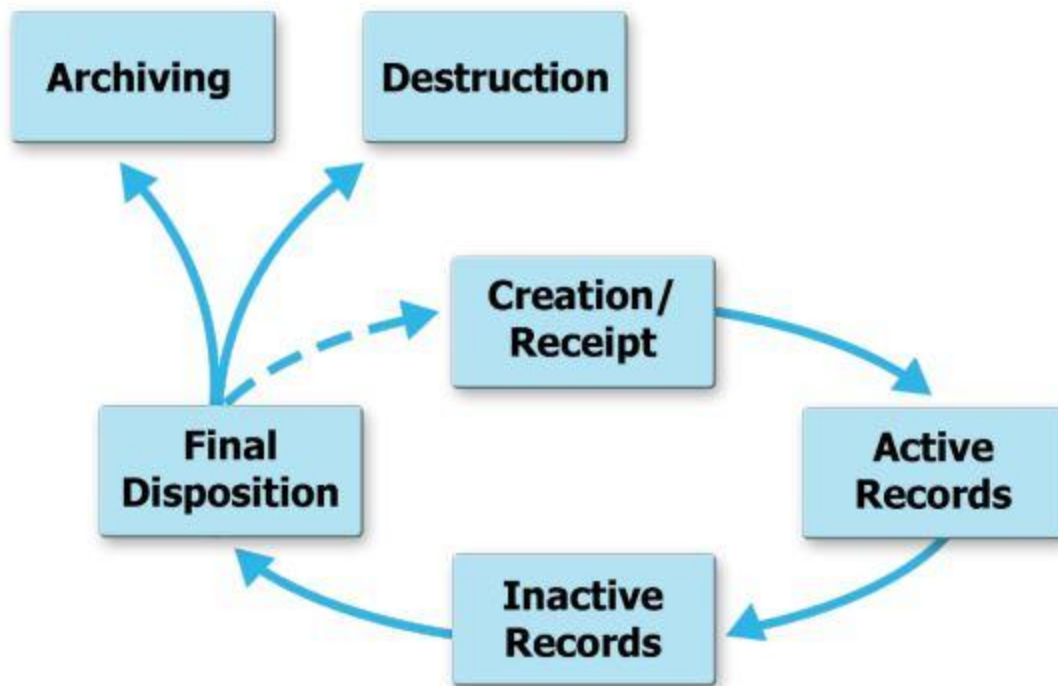 Archiving
Destruction
Creation/
Receipt
Final
Disposition
Active
Records
Inactive
Records